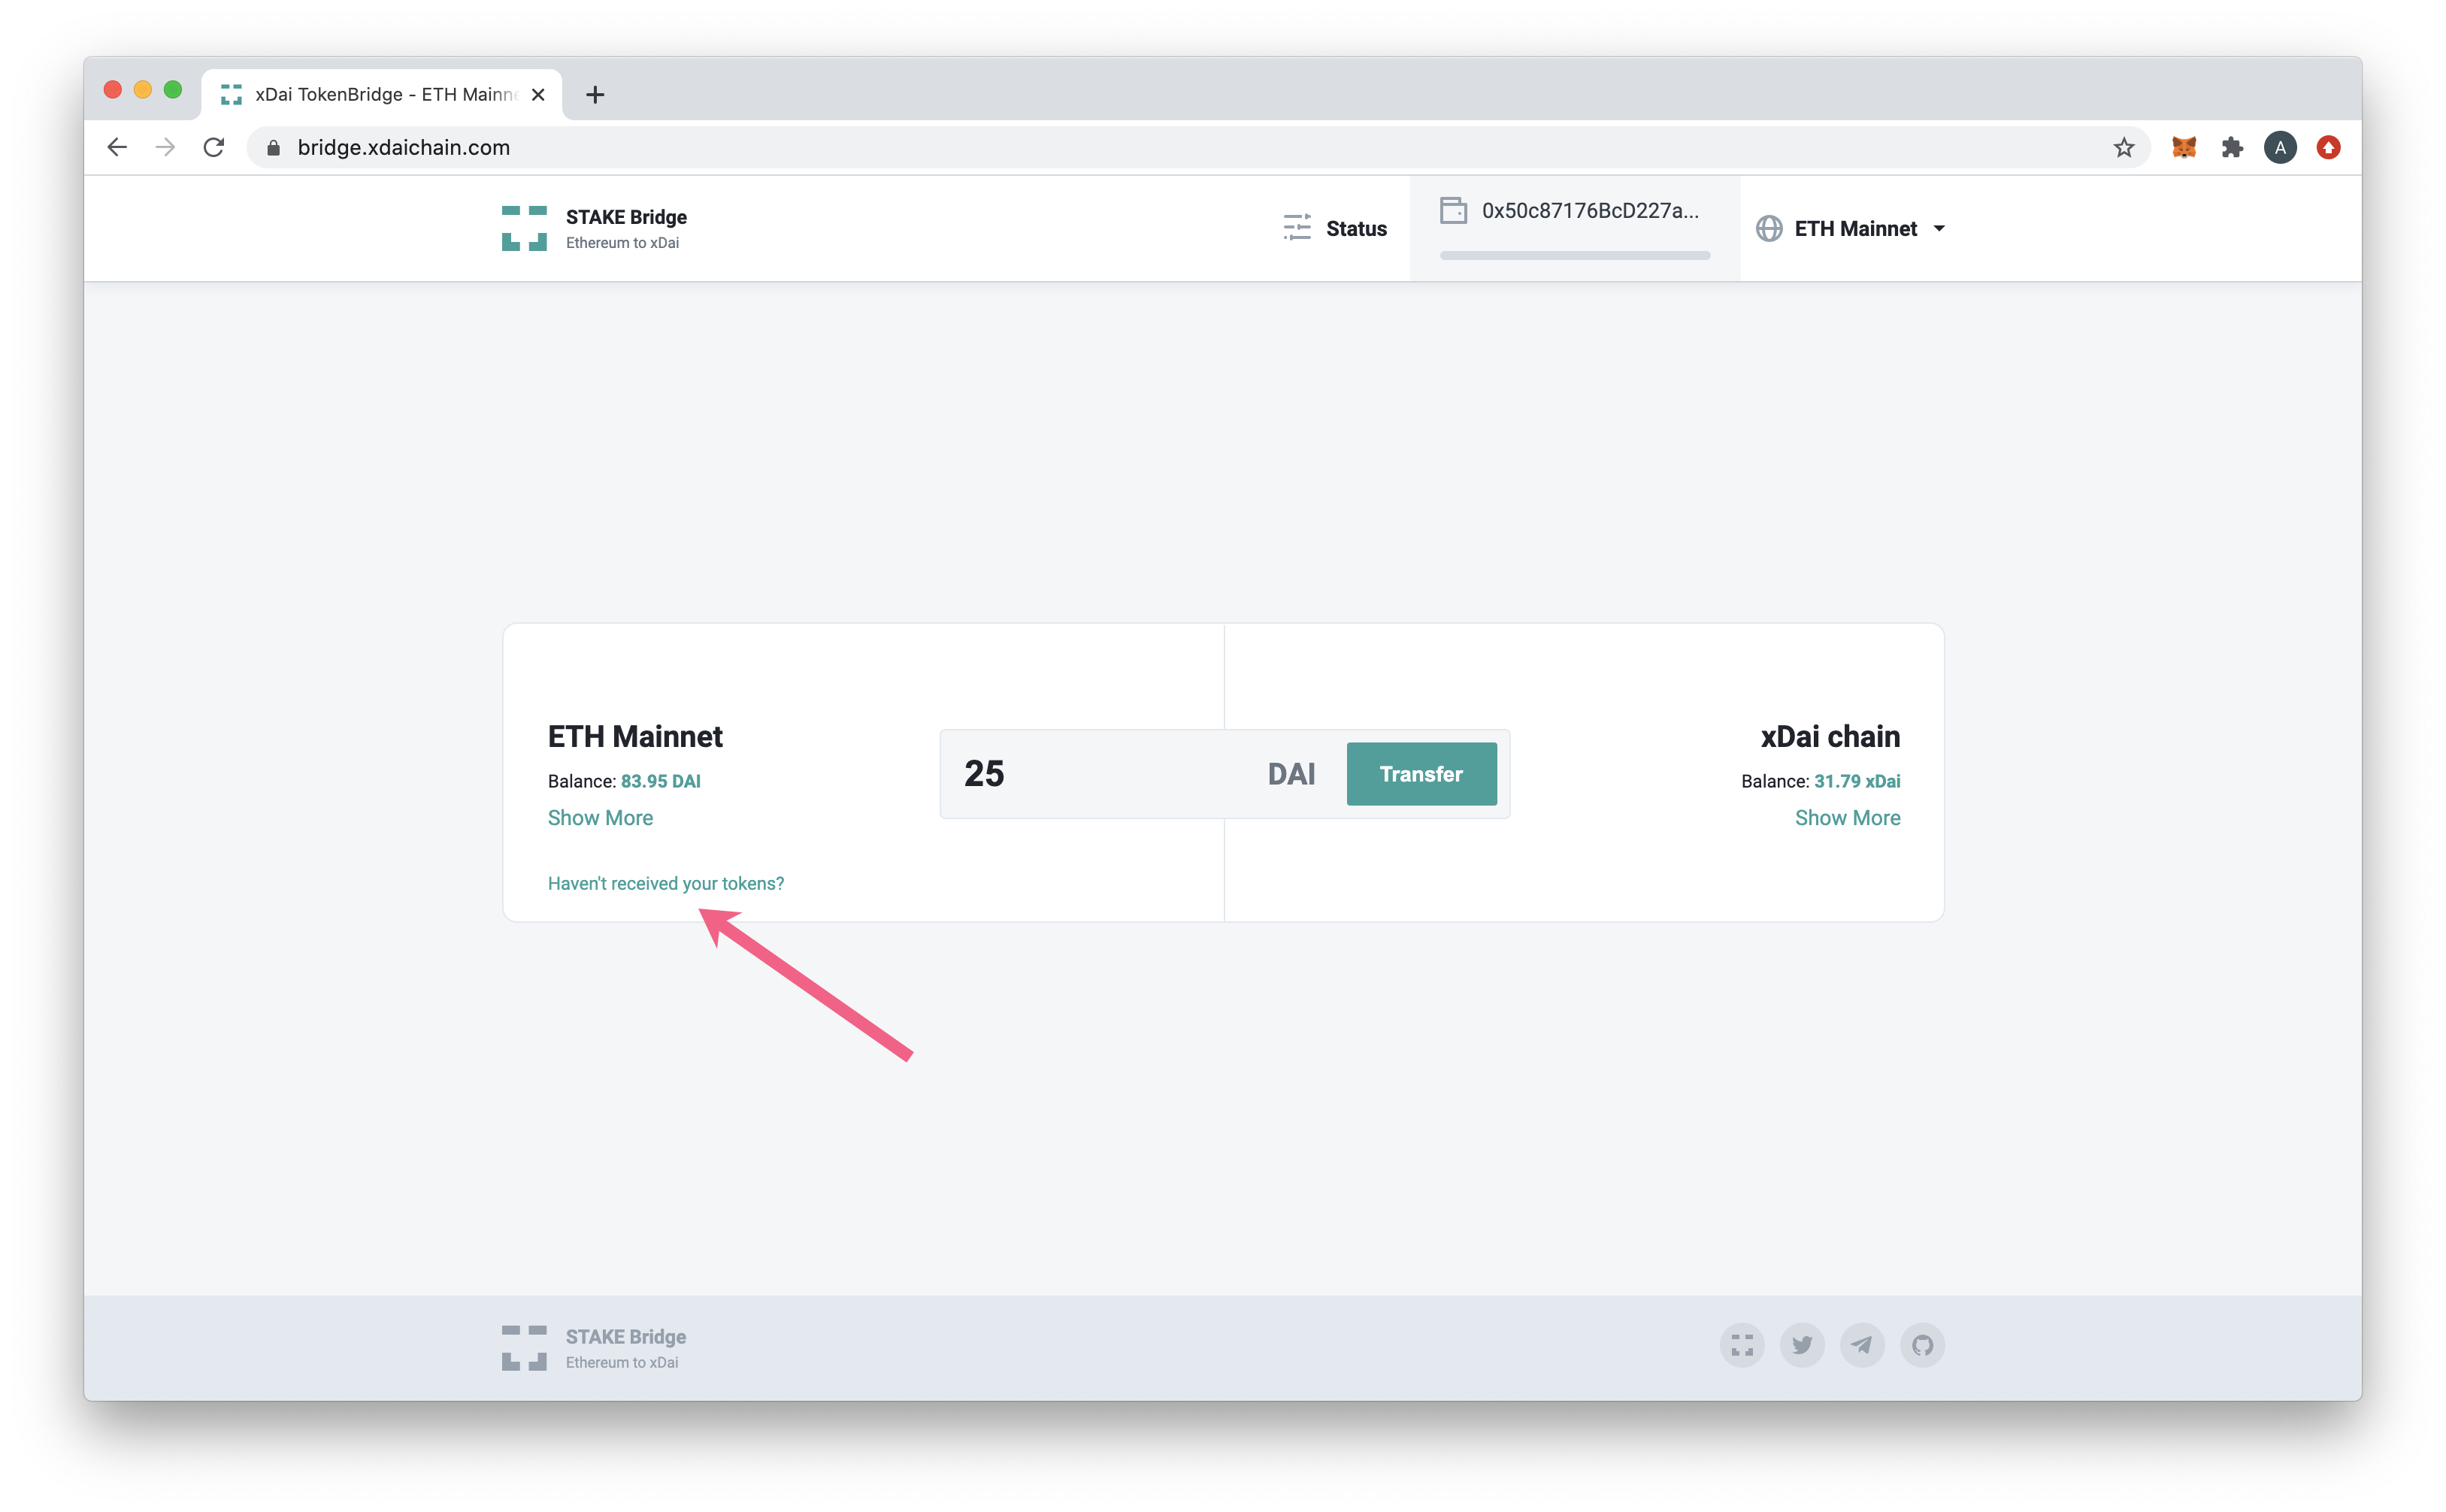 xDai TokenBridge - ETH Mainne
bridge.xdaichain.com
A
STAKE Bridge
Ethereum to xDai
Status
0x50c87176BcD227a...
ETH Mainnet
ETH Mainnet
Balance: 83.95 DAI
Show More
Haven't received your tokens?
25 DAI Transfer
xDai chain
Balance: 31.79 xDai
Show More
STAKE Bridge
Ethereum to xDai